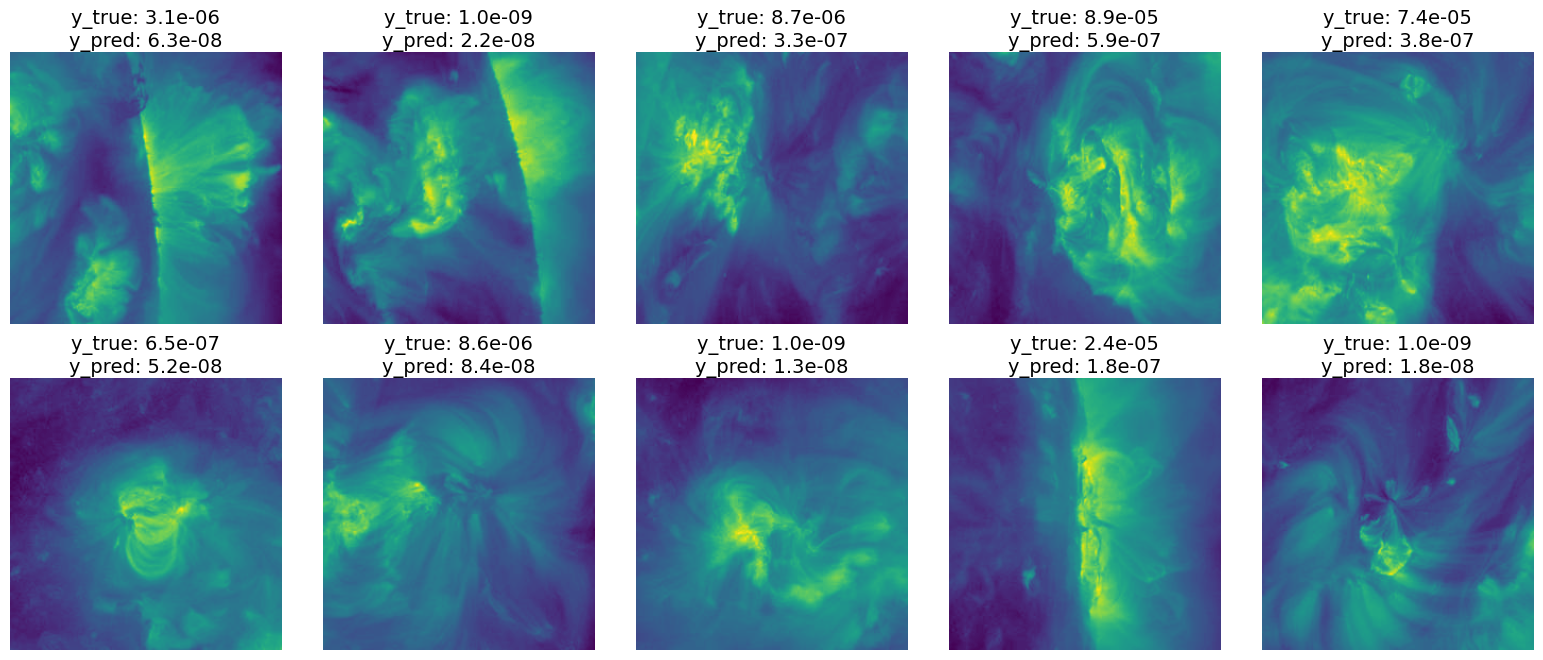 y_true: 3.1e-06
y_pred: 6.3e-08
y_true: 1.0e-09
y_pred: 2.2e-08
y_true: 8.7e-06
y_pred: 3.3e-07
y_true: 8.9e-05
y_pred: 5.9e-07
y_true: 7.4e-05
y_pred: 3.8e-07
y_true: 6.5e-07
y_pred: 5.2e-08
y_true: 8.6e-06
y_pred: 8.4e-08
y_true: 1.0e-09
y_pred: 1.3e-08
y_true: 2.4e-05
y_pred: 1.8e-07
y_true: 1.0e-09
y_pred: 1.8e-08